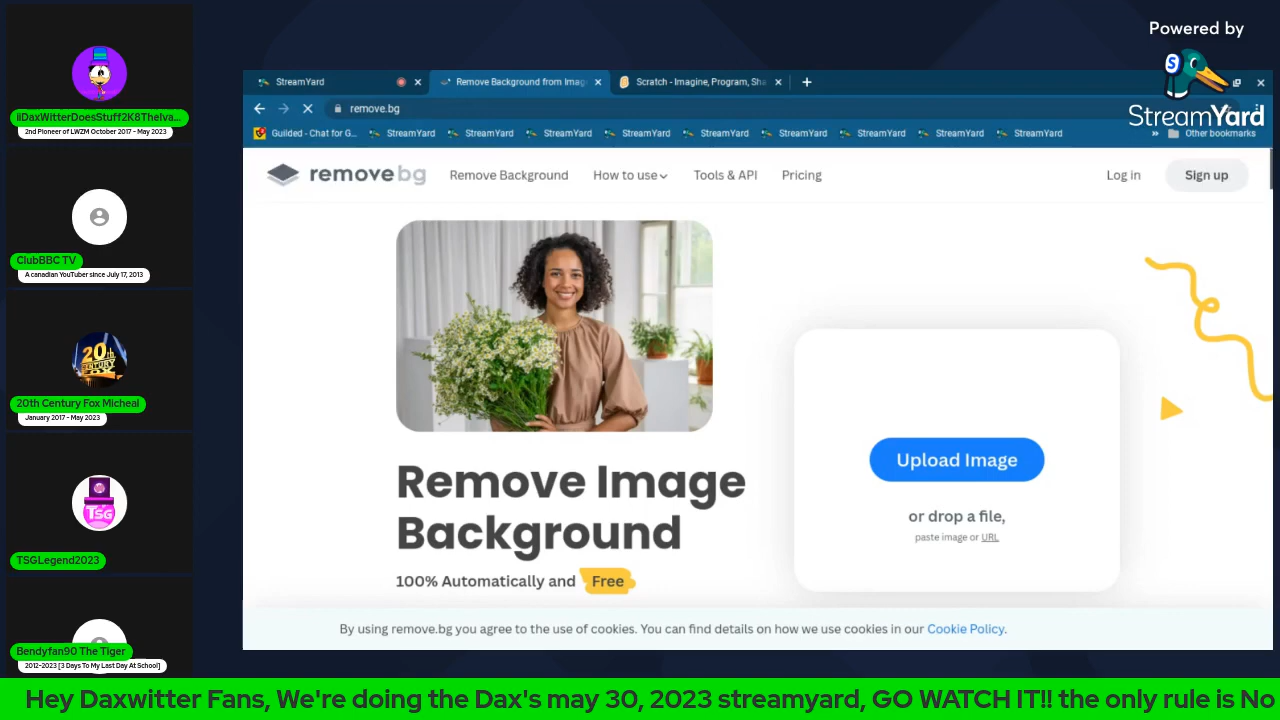 Powered by
StreamYard
StreamYard
Remove Background from Imag
Scratch - Imagine, Program, Sha
remove.bg
Guilded - Chat for G...
StreamYard
StreamYard
StreamYard
StreamYard
StreamYard
StreamYard
StreamYard
StreamYard
StreamYard
» Other bookmarks
removebg
Remove Background
How to use
Tools & API
Pricing
Log in
Sign up
Upload Image
or drop a file,
paste image or URL
Remove Image
Background
100% Automatically and Free
By using remove.bg you agree to the use of cookies. You can find details on how we use cookies in our Cookie Policy.
iiDaxWitterDoesStuff2K8TheIva...
2nd Pioneer of LWZM October 2017 - May 2023
ClubBBC TV
A canadian YouTuber since July 17, 2013
20th CENTURY FOX
20th Century Fox Micheal
January 2017 - May 2023
TSG
TSGLegend2023
Bendyfan90 The Tiger
2012-2023 [3 Days To My Last Day At School]
Hey Daxwitter Fans, We're doing the Dax's may 30, 2023 streamyard, GO WATCH IT!! the only rule is No